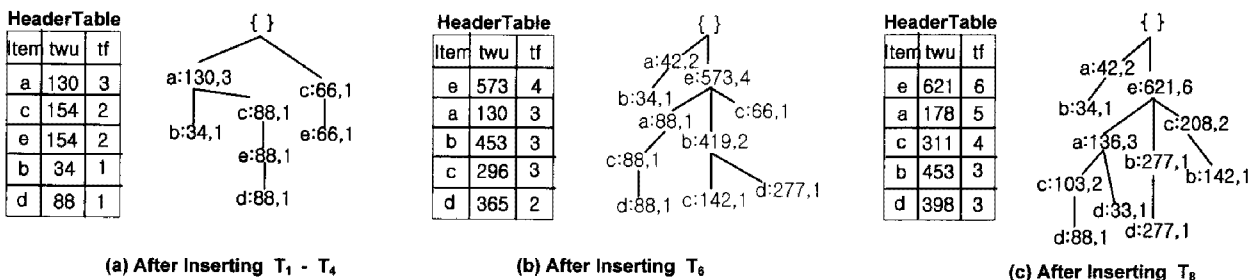 HeaderTable
Item twu tf
a 130 3
c 154 2
e 154 2
b 34 1
d 88 1
{ }
a:130,3
c:66,1
c:88,1
b:34,1
e:66,1
e:88,1
d:88,1
(a) After Inserting T1 - T4
HeaderTable
Item twu tf
e 573 4
a 130 3
b 453 3
c 296 3
d 365 2
{ }
a:42,2
e:573,4
b:34,1
a:88,1
c:66,1
b:419,2
c:88,1
d:88,1
c:142,1
d:277,1
(b) After Inserting T6
HeaderTable
Item twu tf
e 621 6
a 178 5
c 311 4
b 453 3
d 398 3
{ }
a:42,2
e:621,6
b:34,1
c:208,2
a:136,3
b:277,1
b:142,1
c:103,2
d:33,1
d:88,1
d:277,1
(c) After Inserting T8